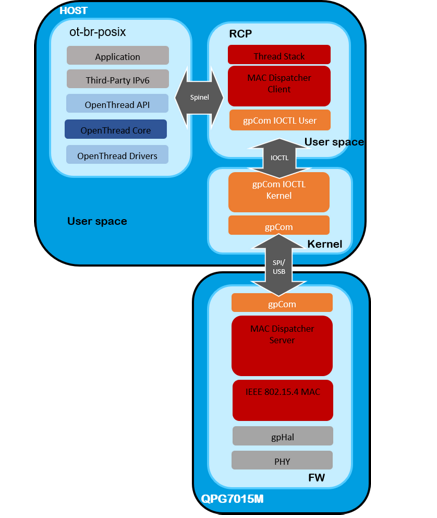 HOST
ot-br-posix
Application
Third-Party IPv6
OpenThread API
OpenThread Core
OpenThread Drivers
User space
Spinel
RCP
Thread Stack
MAC Dispatcher
Client
gpCom IOCTL User
User space
IOCTL
gpCom IOCTL
Kernel
gpCom
Kernel
SPI/
USB
gpCom
MAC Dispatcher
Server
IEEE 802.15.4 MAC
gpHal
PHY
FW
QPG7015M